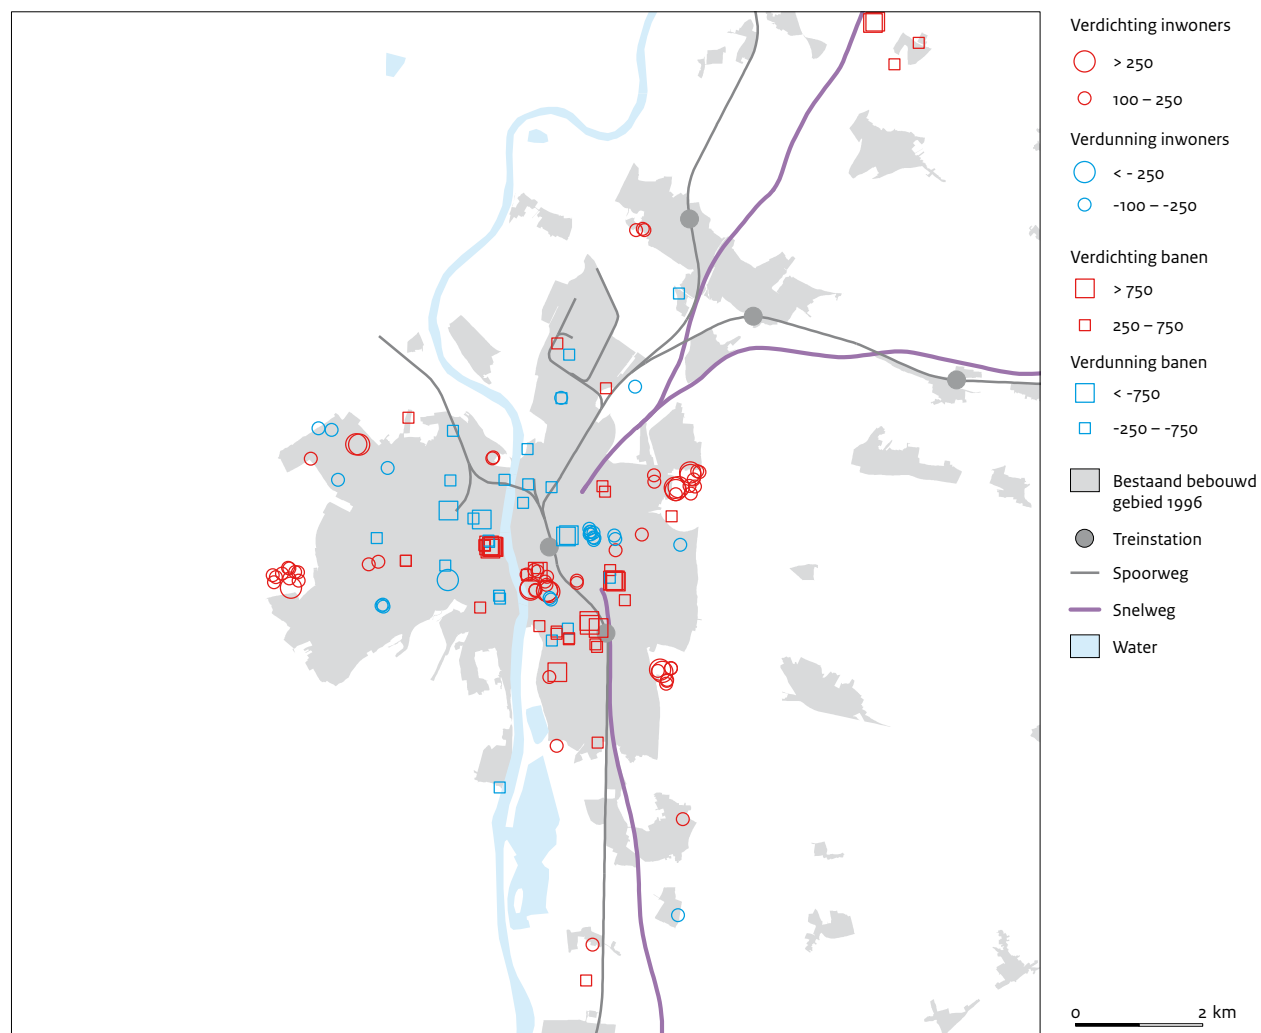 Verdichting inwoners
> 250
100 – 250
Verdunning inwoners
< - 250
-100 – -250
Verdichting banen
> 750
250 – 750
Verdunning banen
< -750
-250 – -750
Bestaand bebouwd
gebied 1996
Treinstation
Spoorweg
Snelweg
Water
0 2 km